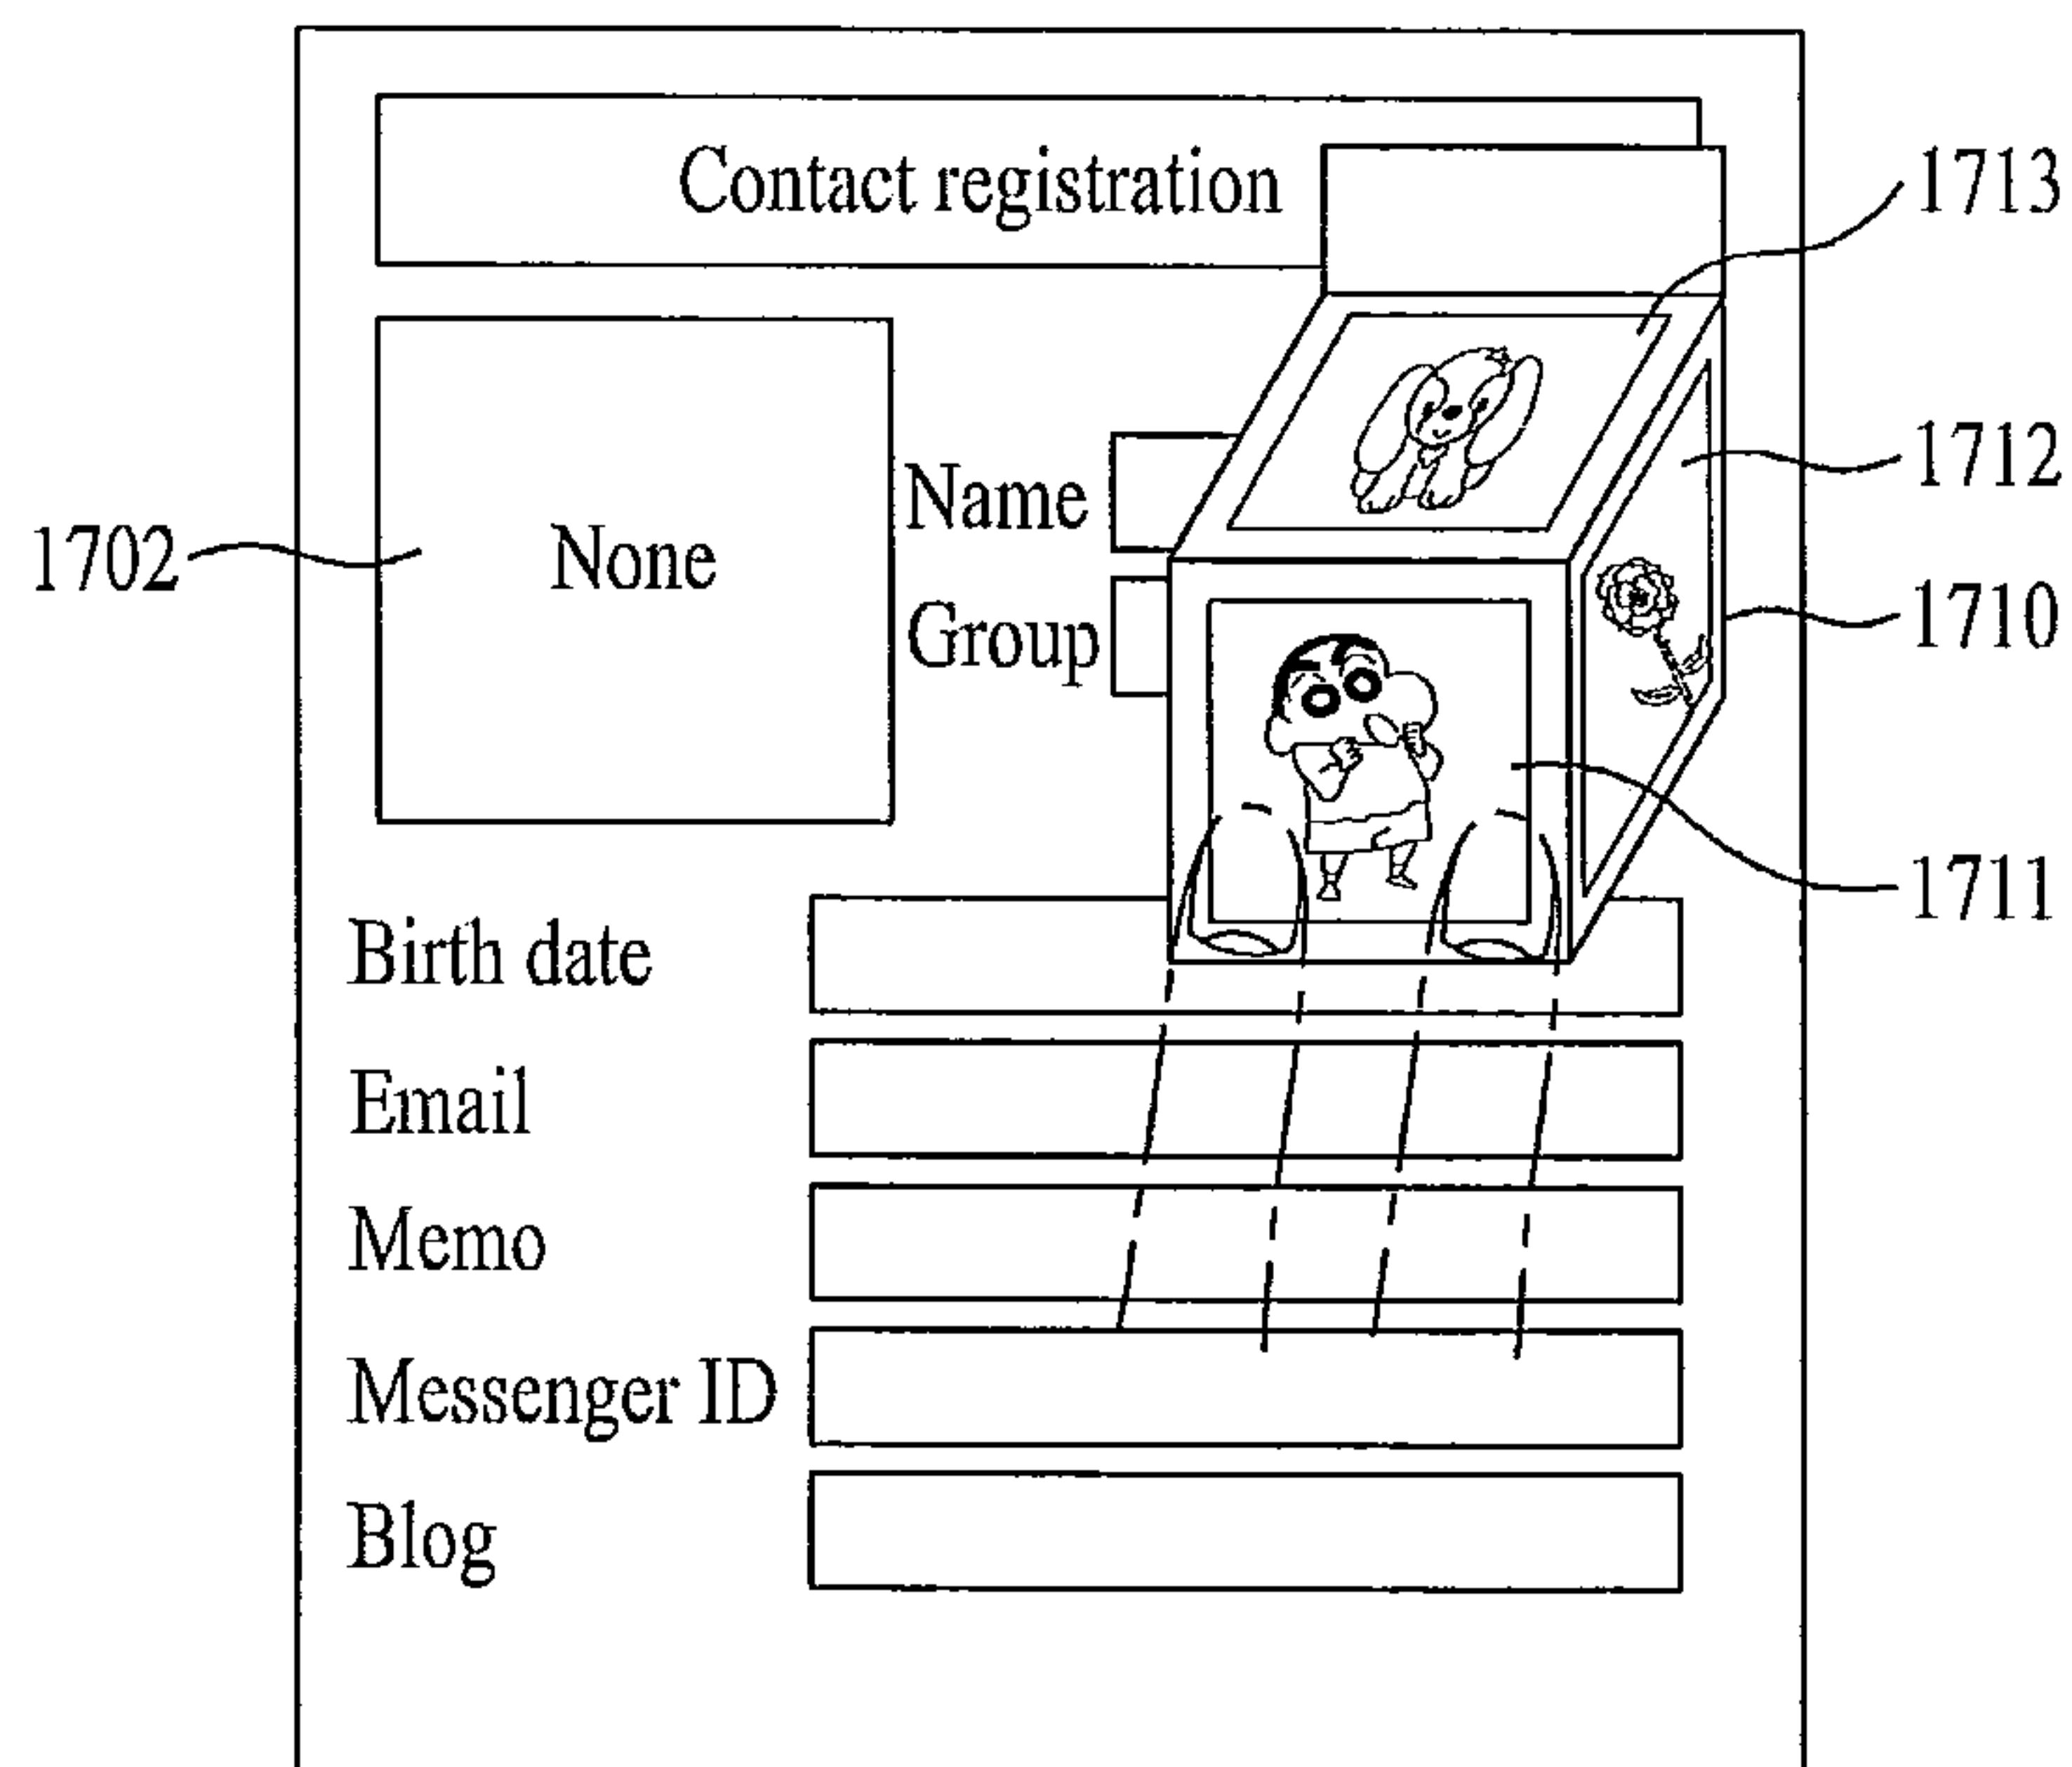 Contact registration
1713
Name
1712
1702
None
1710
Group
1711
Birth date
Email
Memo
Messenger ID
Blog